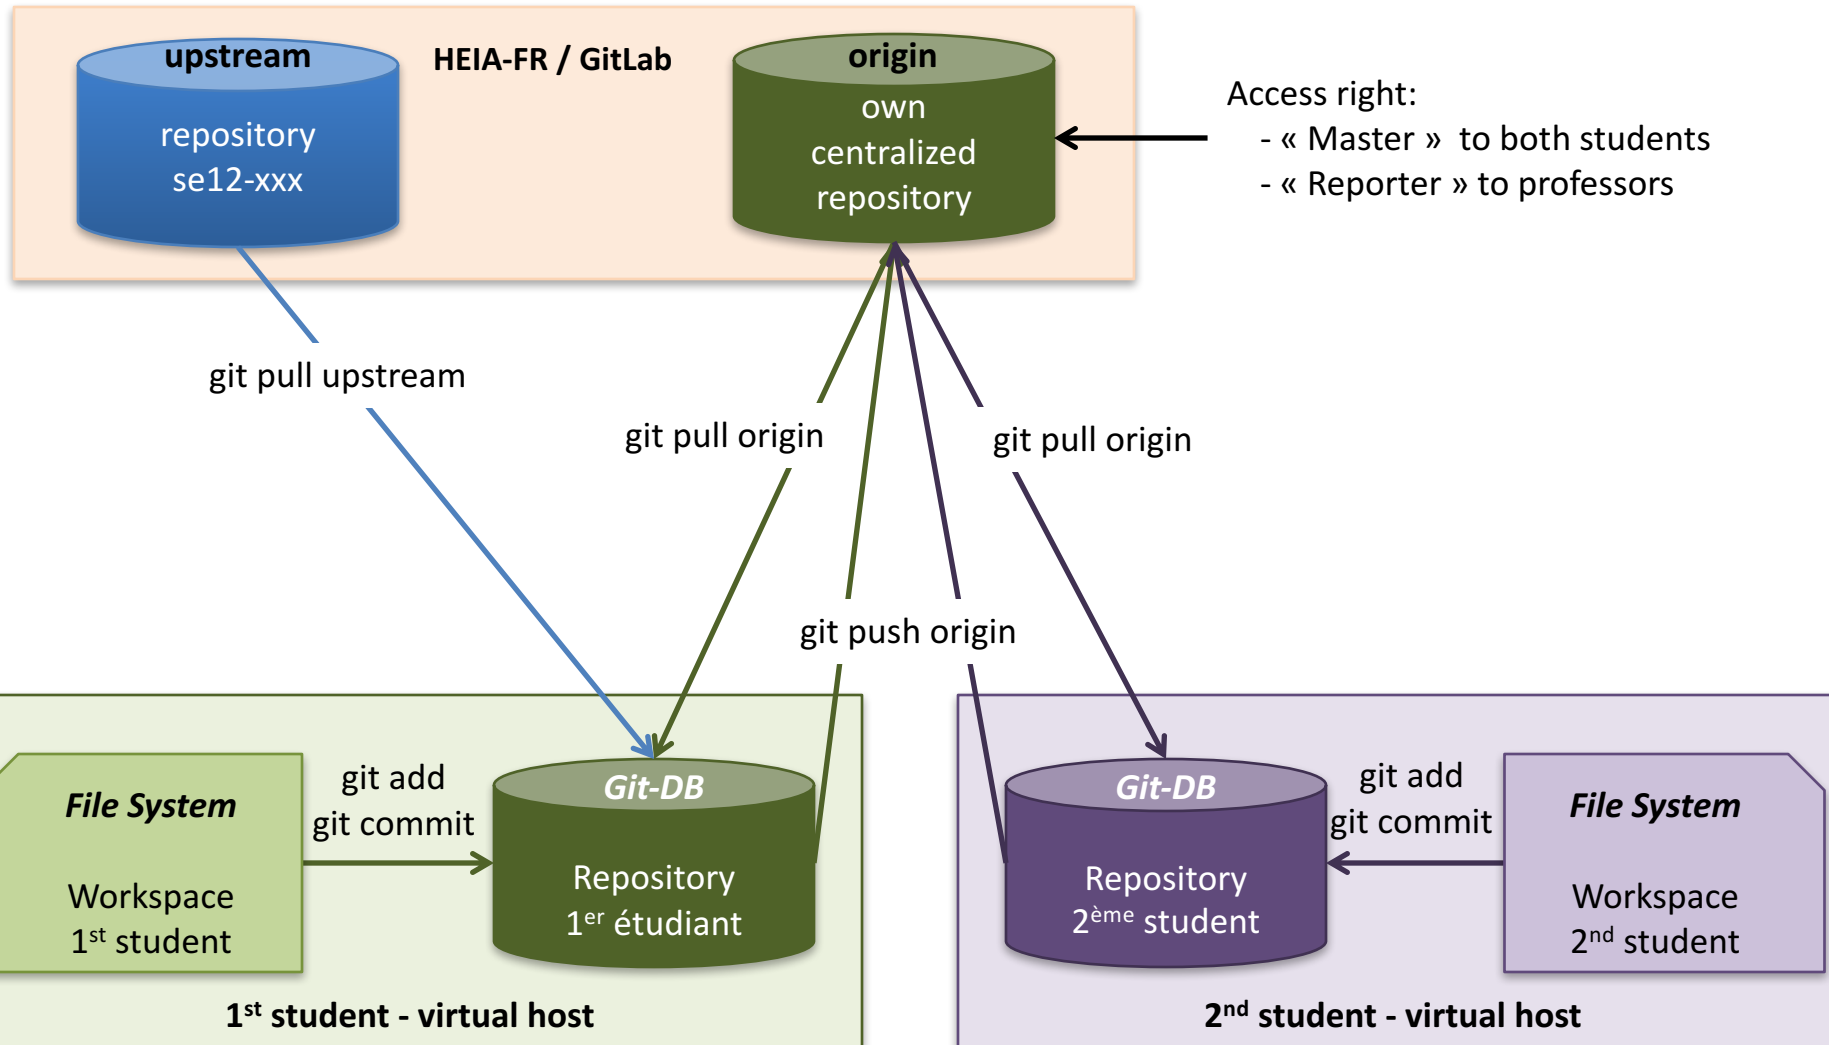 upstream
HEIA-FR / GitLab
origin
repository
se12-xxx
own
centralized
repository
Access right:
- « Master »  to both students
- « Reporter » to professors
git pull upstream
git pull origin
git pull origin
git push origin
File System
Workspace
1st student
git add
git commit
Git-DB
Repository
1er étudiant
1st student - virtual host
Git-DB
Repository
2ème student
git add
git commit
File System
Workspace
2nd student
2nd student - virtual host